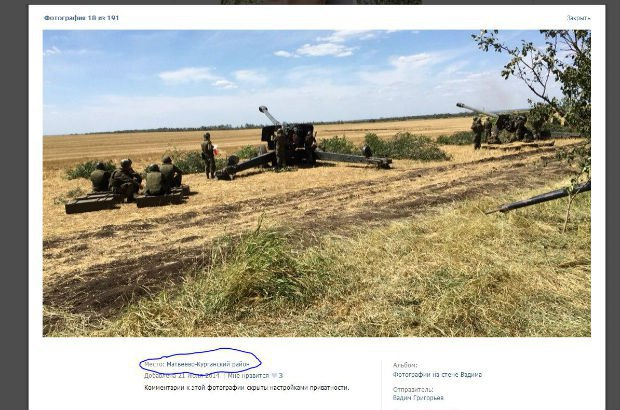 Фотография 18 из 191
Закрыть
Место: Матвеево-Курганский район
Добавлено 21 июля 2014 | Мне нравится 3
Комментарии к этой фотографии скрыты настройками приватности.
Альбом:
Фотографии на стене Вадима
Отправитель:
Вадим Григорьев